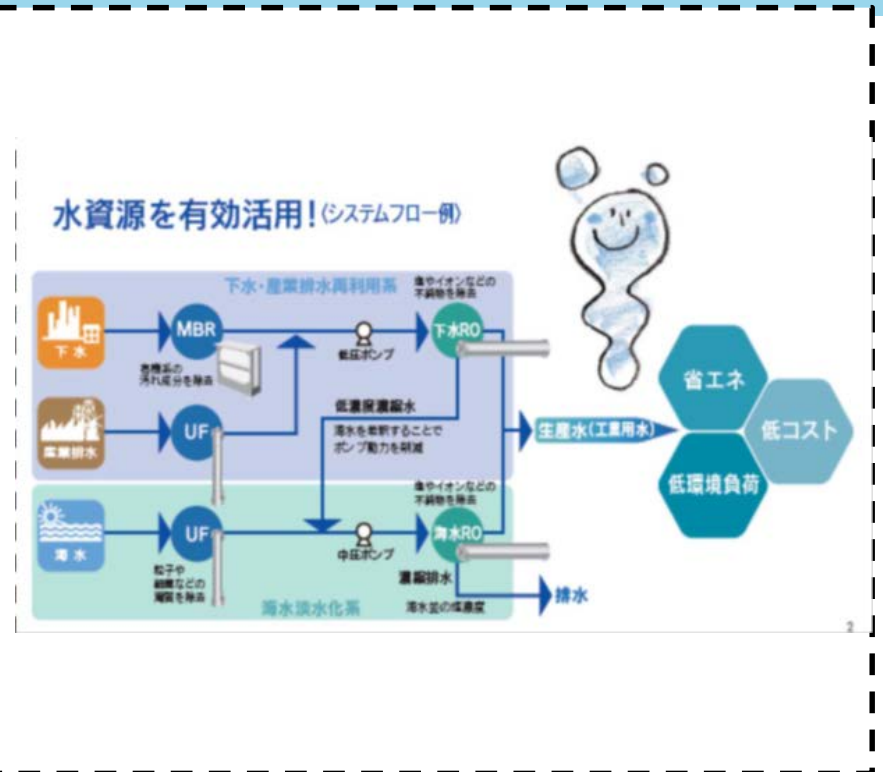 水資源を有効活用!(システムフロー例)
下水・産業排水再利用系
塩やイオンなどの
不純物を除去
下水
MBR
低圧ポンプ
下水RO
有機系の
汚れ成分を除去
省エネ
産業排水
UF
低濃度濃縮水
海水を希釈することで
ポンプ動力を削減
生産水(工業用水)
低コスト
低環境負荷
塩やイオンなどの
不純物を除去
海水
UF
中圧ポンプ
海水RO
粒子や
細菌などの
濁質を除去
濃縮排水
海水並の塩濃度
排水
海水淡水化系
2